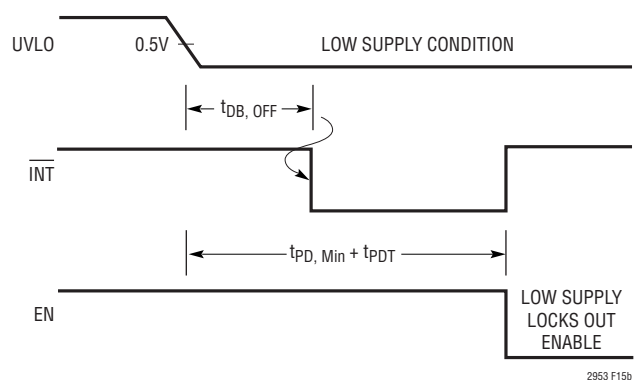 UVLO
0.5V
LOW SUPPLY CONDITION
tDB, OFF
INT
tPD, Min + tPDT
EN
LOW SUPPLY
LOCKS OUT
ENABLE
2953 F15b